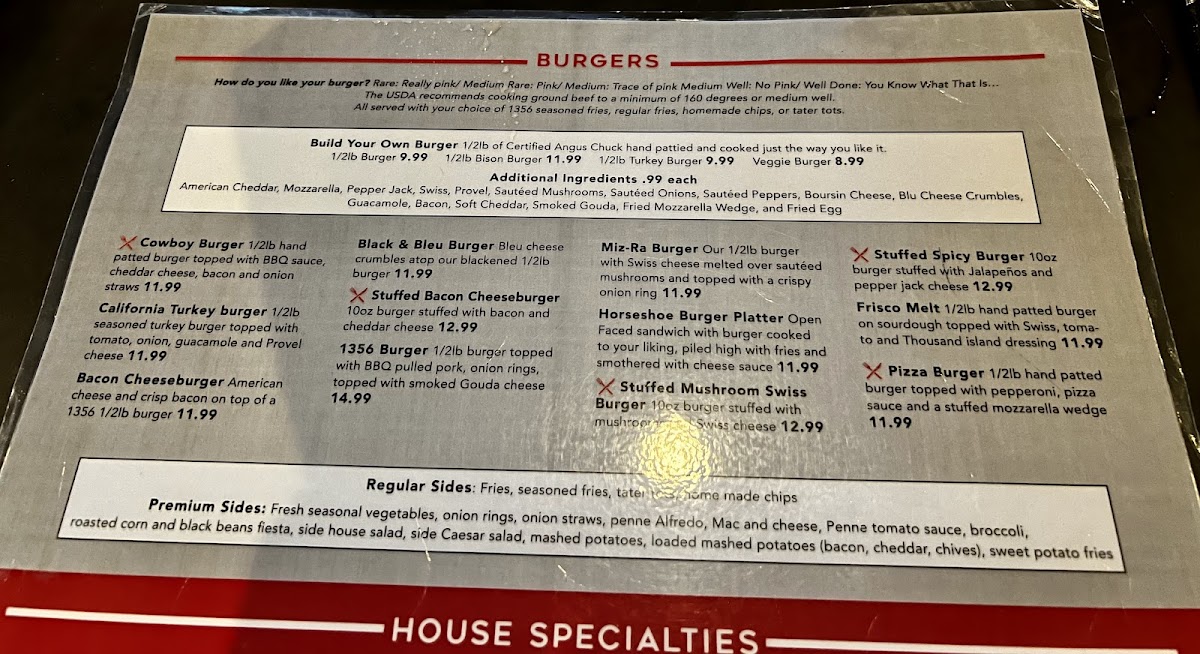 BURGERS
How do you like your burger? Rare: Really pink/ Medium Rare: Pink/ Medium: Trace of pink Medium Well: No Pink/ Well Done: You Know What That Is...
The USDA recommends cooking ground beef to a minimum of 160 degrees or medium well.
All served with your choice of 1356 seasoned fries, regular fries, homemade chips, or tater tots.
Build Your Own Burger 1/2lb of Certified Angus Chuck hand pattied and cooked just the way you like it.
1/2lb Burger 9.99 1/2lb Bison Burger 11.99 1/2lb Turkey Burger 9.99 Veggie Burger 8.99
Additional Ingredients .99 each
American Cheddar, Mozzarella, Pepper Jack, Swiss, Provel, Sautéed Mushrooms, Sautéed Onions, Sautéed Peppers, Boursin Cheese, Blu Cheese Crumbles,
Guacamole, Bacon, Soft Cheddar, Smoked Gouda, Fried Mozzarella Wedge, and Fried Egg
Cowboy Burger 1/2lb hand
patted burger topped with BBQ sauce,
cheddar cheese, bacon and onion
straws 11.99
California Turkey burger 1/2lb
seasoned turkey burger topped with
tomato, onion, guacamole and Provel
cheese 11.99
Bacon Cheeseburger American
cheese and crisp bacon on top of a
1356 1/2lb burger 11.99
Black & Bleu Burger Bleu cheese
crumbles atop our blackened 1/2lb
burger 11.99
Stuffed Bacon Cheeseburger
10oz burger stuffed with bacon and
cheddar cheese 12.99
1356 Burger 1/2lb burger topped
with BBQ pulled pork, onion rings,
topped with smoked Gouda cheese
14.99
Miz-Ra Burger Our 1/2lb burger
with Swiss cheese melted over sautéed
mushrooms and topped with a crispy
onion ring 11.99
Horseshoe Burger Platter Open
Faced sandwich with burger cooked
to your liking, piled high with fries and
smothered with cheese sauce 11.99
Stuffed Mushroom Swiss
Burger 10oz burger stuffed with
Swiss cheese 12.99
Stuffed Spicy Burger 10oz
burger stuffed with Jalapeños and
pepper jack cheese 12.99
Frisco Melt 1/2lb hand patted burger
on sourdough topped with Swiss, toma-
to and Thousand island dressing 11.99
Pizza Burger 1/2lb hand patted
burger topped with pepperoni, pizza
sauce and a stuffed mozzarella wedge
11.99
Regular Sides: Fries, seasoned fries, tater home made chips
Premium Sides: Fresh seasonal vegetables, onion rings, onion straws, penne Alfredo, Mac and cheese, Penne tomato sauce, broccoli,
roasted corn and black beans fiesta, side house salad, side Caesar salad, mashed potatoes, loaded mashed potatoes (bacon, cheddar, chives), sweet potato fries
HOUSE SPECIALTIES